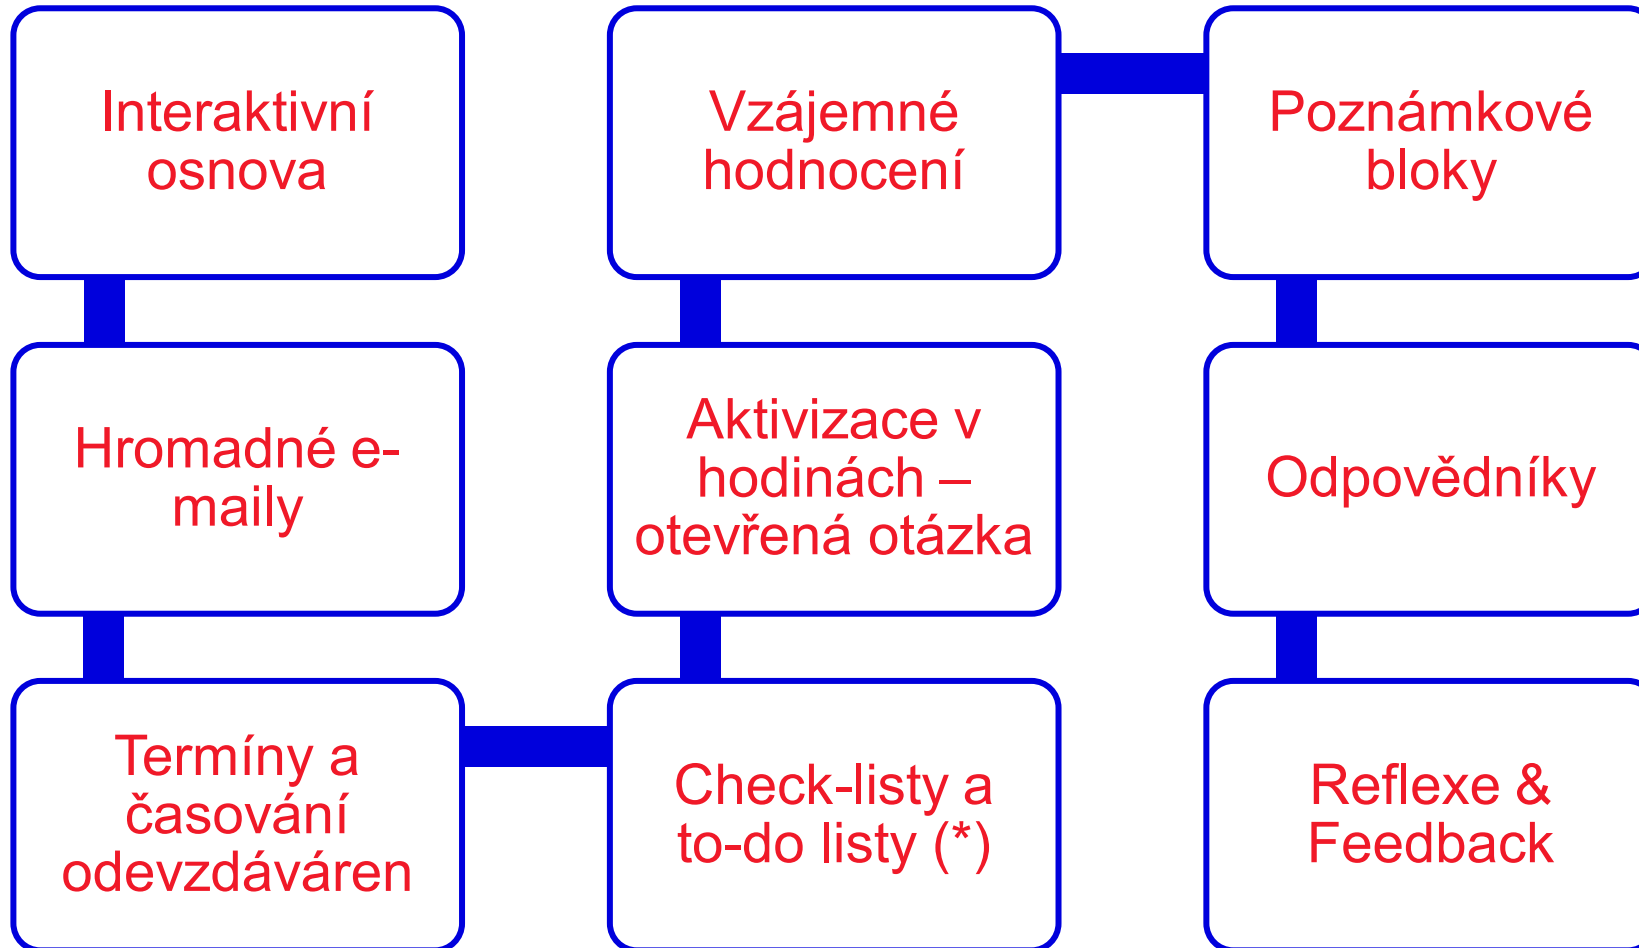 Interaktivní
osnova
Hromadné e-
maily
Termíny a
časování
odevzdáváren
Check-listy a
to-do listy (*)
Aktivizace v
hodinách –
otevřená otázka
Vzájemné
hodnocení
Poznámkové
bloky
Odpovědníky
Reflexe &
Feedback